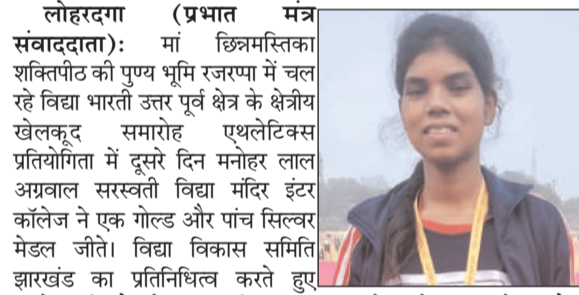 लोहरदगा (प्रभात मंत्र
संवाददाता): मां छिन्नमस्तिका
शक्तिपीठ की पुण्य भूमि रजरप्पा में चल
रहे विद्या भारती उत्तर पूर्व क्षेत्र के क्षेत्रीय
खेलकूद समारोह एथलेटिक्स
प्रतियोगिता में दूसरे दिन मनोहर लाल
अग्रवाल सरस्वती विद्या मंदिर इंटर
कॉलेज ने एक गोल्ड और पांच सिल्वर
मेडल जीते। विद्या विकास समिति
झारखंड का प्रतिनिधित्व करते हुए